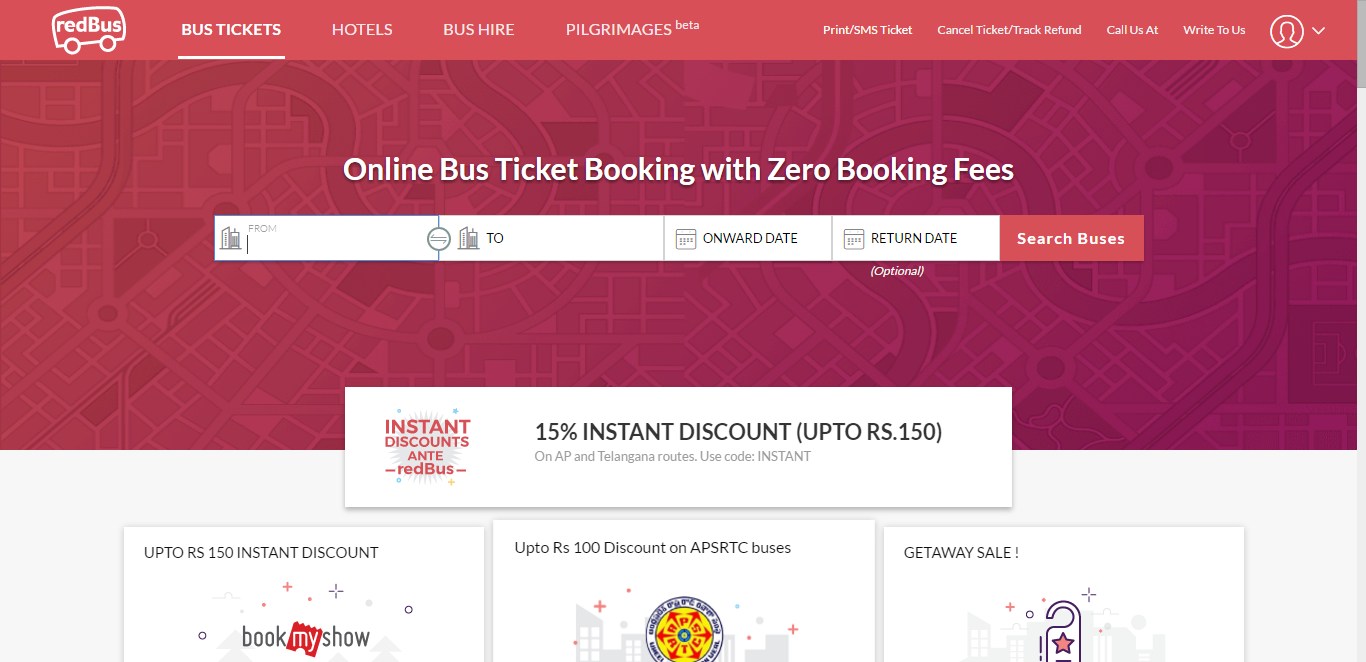 redBus
BUS TICKETS
HOTELS
BUS HIRE
PILGRIMAGES beta
Print/SMS Ticket
Cancel Ticket/Track Refund
Call Us At
Write To Us
Online Bus Ticket Booking with Zero Booking Fees
FROM
TO
ONWARD DATE
RETURN DATE
(Optional)
Search Buses
INSTANT
DISCOUNTS
ANTE
–redBus–
15% INSTANT DISCOUNT (UPTO RS.150)
On AP and Telangana routes. Use code: INSTANT
UPTO RS 150 INSTANT DISCOUNT
bookmyshow
Upto Rs 100 Discount on APSRTC buses
GETAWAY SALE !